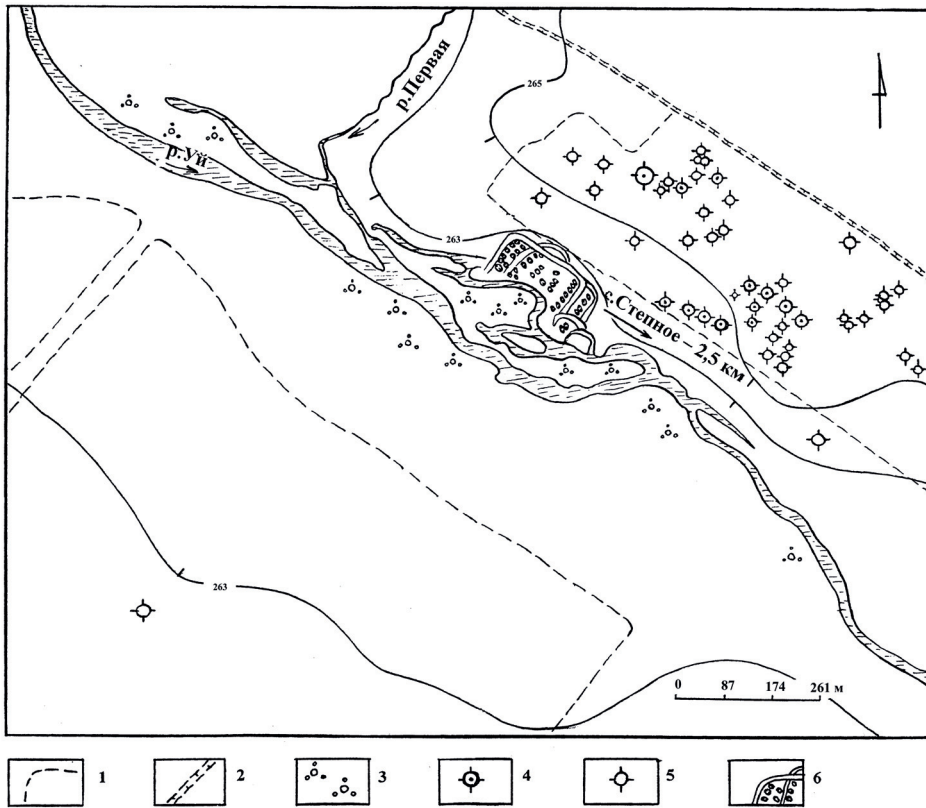 р. Первая
265
р. Уй
263
с. Степное 2,5 км
263
0 87 174 261 м
1 2 3 4 5 6